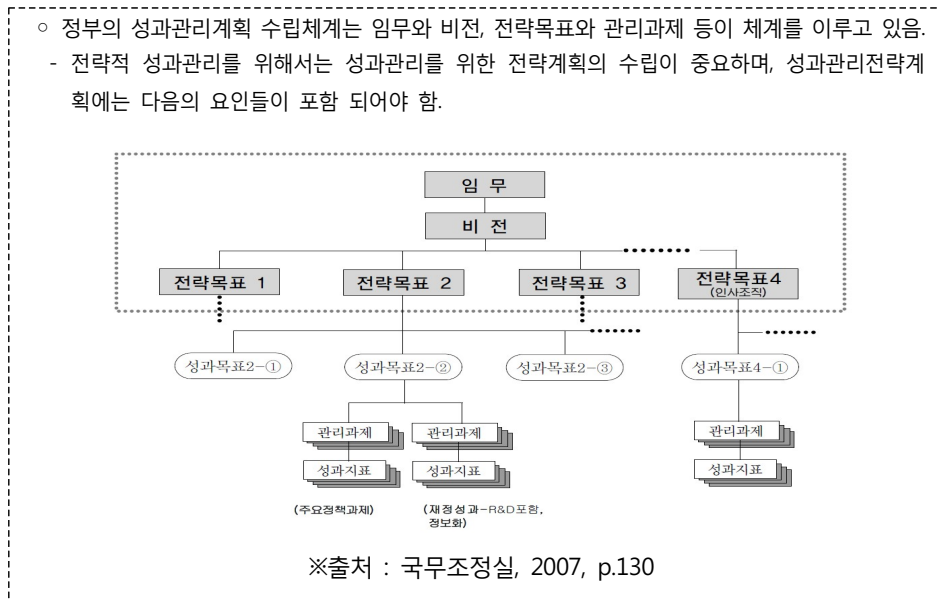 ○ 정부의 성과관리계획 수립체계는 임무와 비전, 전략목표와 관리과제 등이 체계를 이루고 있음.
- 전략적 성과관리를 위해서는 성과관리를 위한 전략계획의 수립이 중요하며, 성과관리전략계
획에는 다음의 요인들이 포함 되어야 함.
임 무
비 전
전략목표 1
전략목표 2
전략목표 3
전략목표4
(인사조직)
성과목표2-①
성과목표2-②
성과목표2-③
성과목표4-①
관리과제
관리과제
관리과제
성과지표
성과지표
성과지표
(주요정책과제)
(재정성과-R&D포함,
정보화)
※출처 : 국무조정실, 2007, p.130